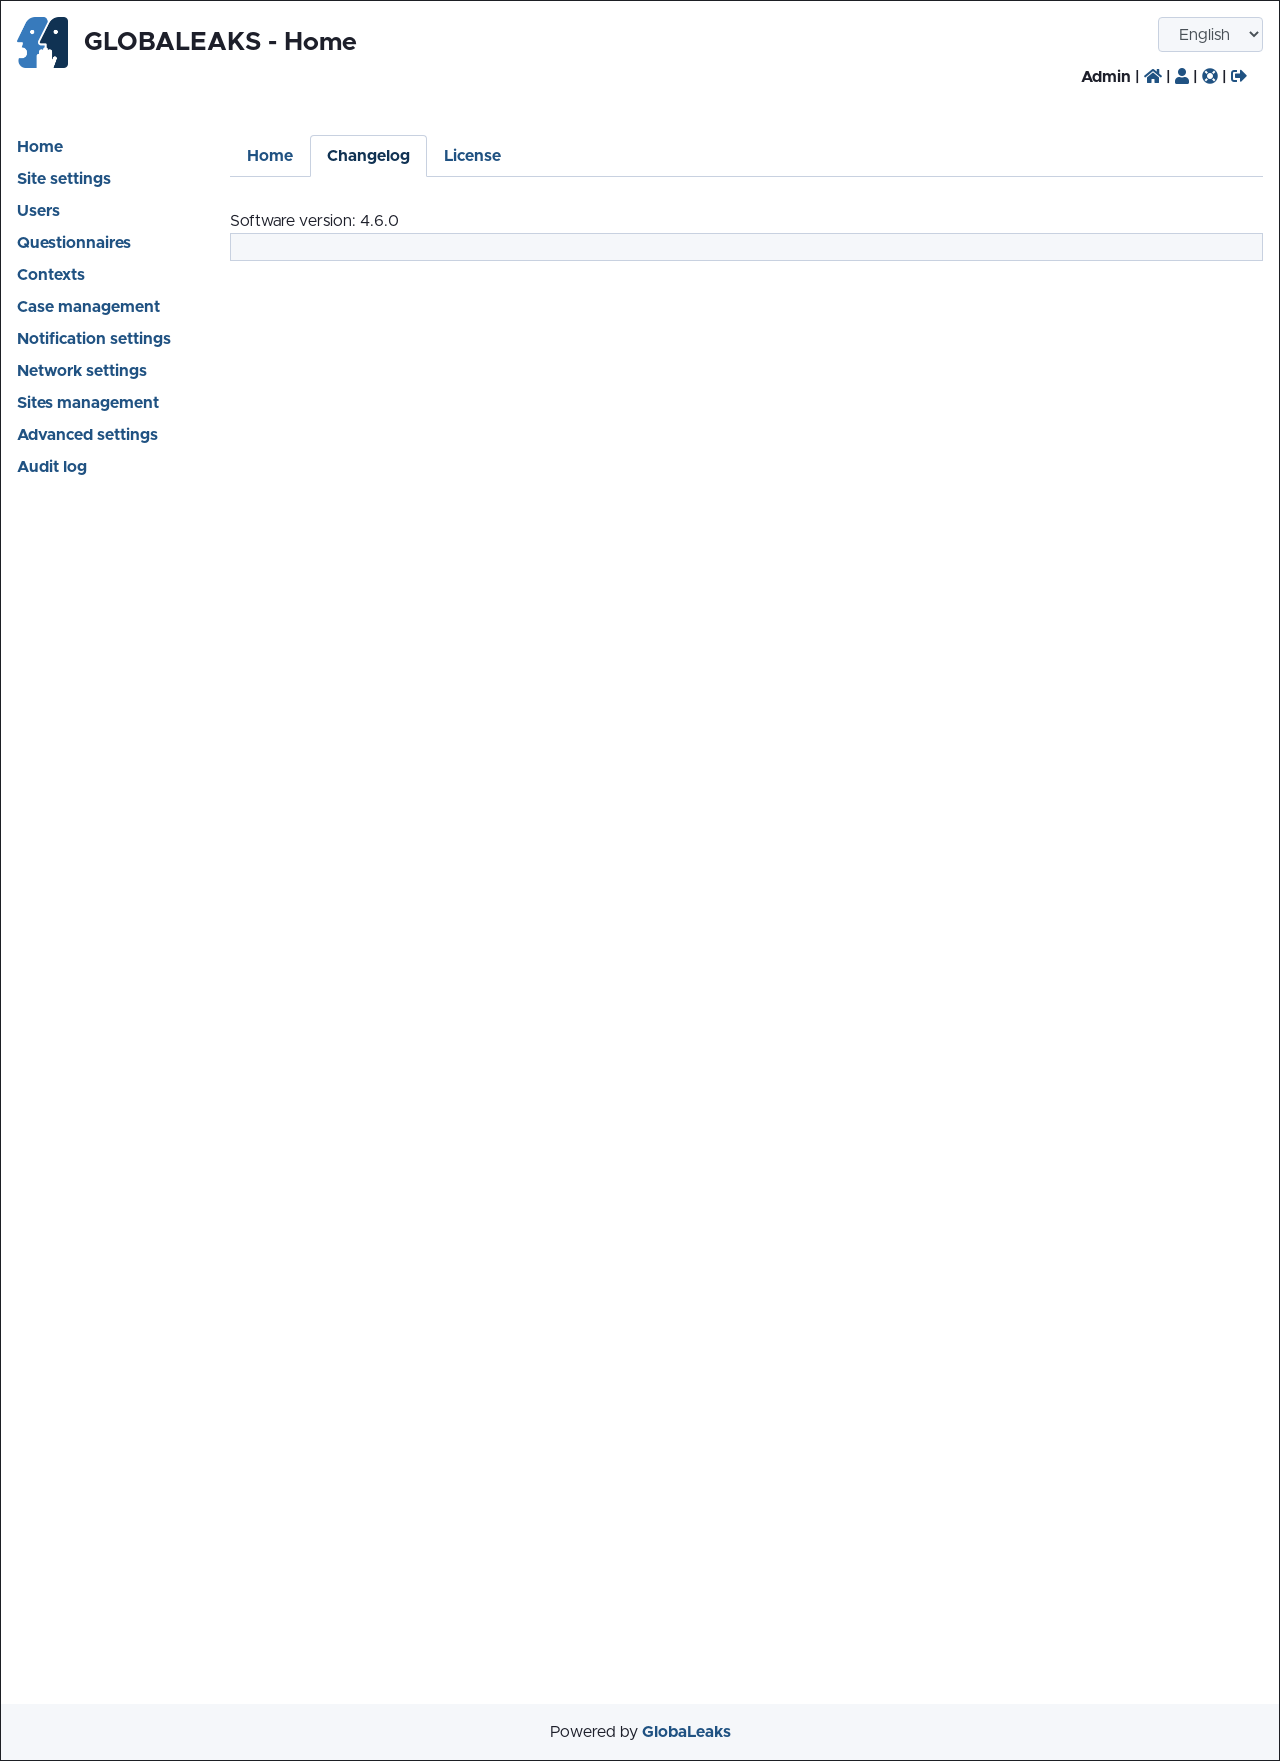 GLOBALEAKS - Home
English
Admin | | | |
Home
Site settings
Users
Questionnaires
Contexts
Case management
Notification settings
Network settings
Sites management
Advanced settings
Audit log
Home Changelog License
Software version: 4.6.0
Powered by GlobaLeaks